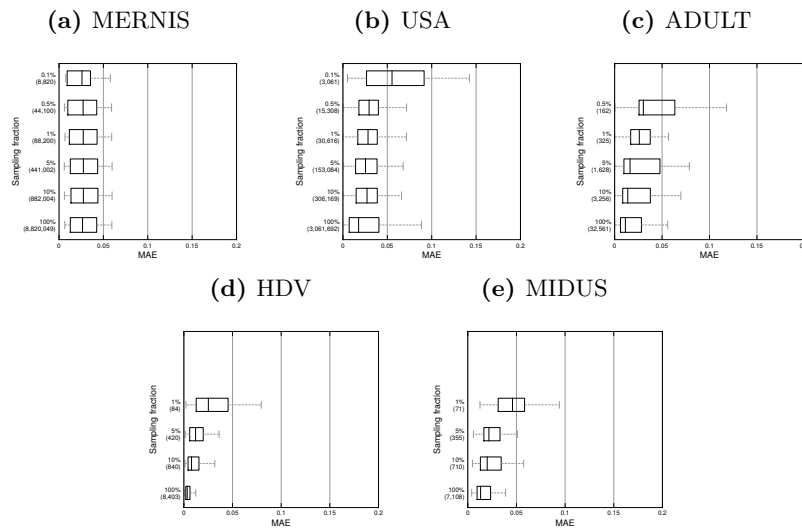 (a) MERNIS
(b) USA
(c) ADULT
Sampling fraction
0.1%
(8,820)
0.5%
(44,100)
1%
(88,200)
5%
(441,002)
10%
(882,004)
100%
(8,820,049)
0 0.05 0.1 0.15 0.2
MAE
Sampling fraction
0.1%
(3,061)
0.5%
(15,308)
1%
(30,616)
5%
(153,084)
10%
(306,169)
100%
(3,061,692)
0 0.05 0.1 0.15 0.2
MAE
Sampling fraction
0.5%
(162)
1%
(325)
5%
(1,628)
10%
(3,256)
100%
(32,561)
0 0.05 0.1 0.15 0.2
MAE
(d) HDV
(e) MIDUS
Sampling fraction
1%
(84)
5%
(420)
10%
(840)
100%
(8,403)
0 0.05 0.1 0.15 0.2
MAE
Sampling fraction
1%
(71)
5%
(355)
10%
(710)
100%
(7,108)
0 0.05 0.1 0.15 0.2
MAE